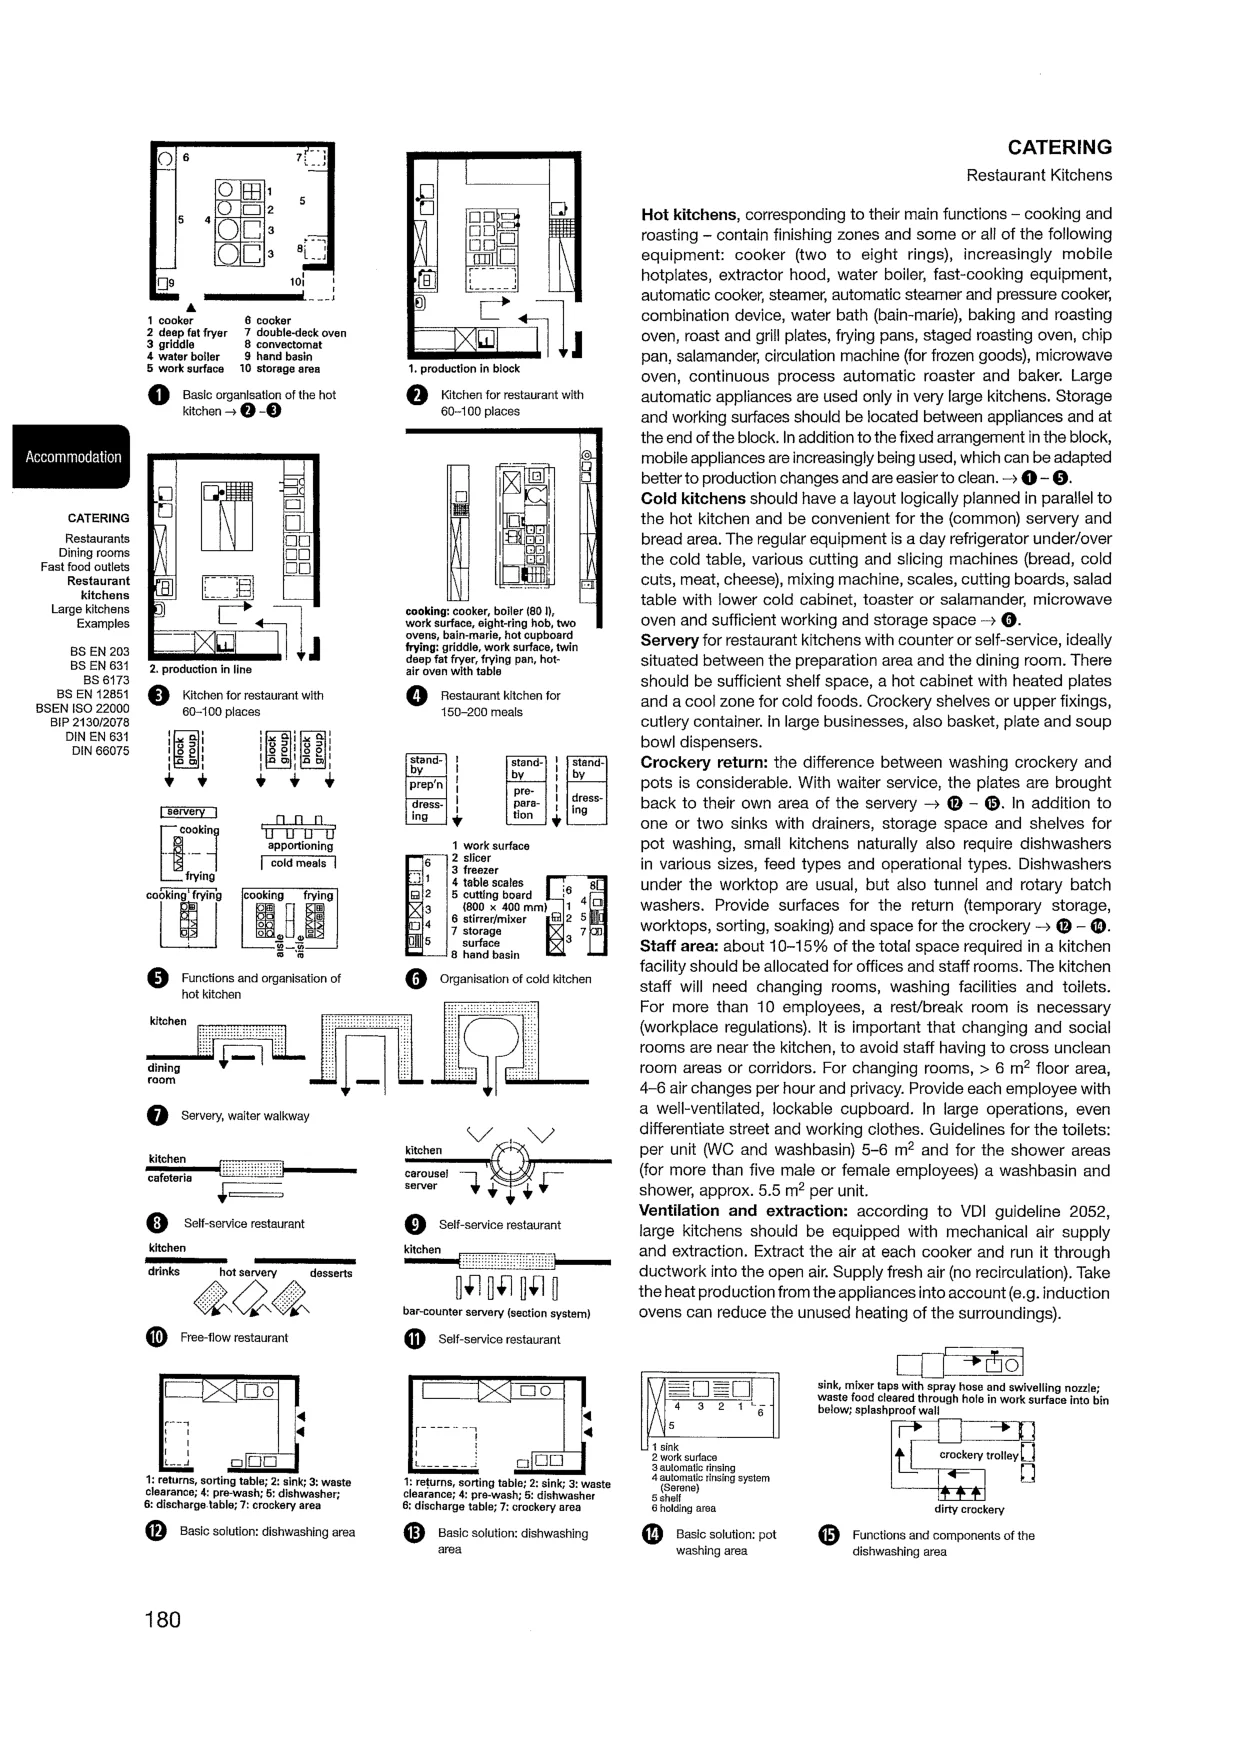 CATERING
Restaurant Kitchens
Accommodation
CATERING
Restaurants
Dining rooms
Fast food outlets
Restaurant
kitchens
Large kitchens
Examples
BS EN 203
BS EN 631
BS 6173
BS EN 12851
BSEN ISO 22000
BIP 2130/2078
DIN EN 631
DIN 66075
6
7
1
2
5
5
4
3
8
3
9
10
1 cooker
2 deep fat fryer
3 griddle
4 water boiler
5 work surface
6 cooker
7 double-deck oven
8 convectomat
9 hand basin
10 storage area
1 Basic organisation of the hot
kitchen → 2 – 3
1. production in block
2 Kitchen for restaurant with
60–100 places
2. production in line
3 Kitchen for restaurant with
60–100 places
cooking: cooker, boiler (80 l),
work surface, eight-ring hob, two
ovens, bain-marie, hot cupboard
frying: griddle, work surface, twin
deep fat fryer, frying pan, hot-
air oven with table
4 Restaurant kitchen for
150–200 meals
block
group
block
group
block
group
servery
cooking
frying
apportioning
cold meals
cooking frying
cooking frying
aisle
aisle
5 Functions and organisation of
hot kitchen
stand-
by
prep'n
dress-
ing
stand-
by
pre-
para-
tion
stand-
by
dress-
ing
6
1
2
3
4
5
1 work surface
2 slicer
3 freezer
4 table scales
5 cutting board
(800 × 400 mm)
6 stirrer/mixer
7 storage
surface
8 hand basin
6 8
1 4
2 5
3 7
6 Organisation of cold kitchen
kitchen
dining
room
7 Servery, waiter walkway
kitchen
cafeteria
8 Self-service restaurant
kitchen
carousel
server
9 Self-service restaurant
kitchen
drinks hot servery desserts
10 Free-flow restaurant
kitchen
bar-counter servery (section system)
11 Self-service restaurant
1: returns, sorting table; 2: sink; 3: waste
clearance; 4: pre-wash; 5: dishwasher;
6: discharge table; 7: crockery area
12 Basic solution: dishwashing area
1: returns, sorting table; 2: sink; 3: waste
clearance; 4: pre-wash; 5: dishwasher
6: discharge table; 7: crockery area
13 Basic solution: dishwashing
area
Hot kitchens, corresponding to their main functions – cooking and
roasting – contain finishing zones and some or all of the following
equipment: cooker (two to eight rings), increasingly mobile
hotplates, extractor hood, water boiler, fast-cooking equipment,
automatic cooker, steamer, automatic steamer and pressure cooker,
combination device, water bath (bain-marie), baking and roasting
oven, roast and grill plates, frying pans, staged roasting oven, chip
pan, salamander, circulation machine (for frozen goods), microwave
oven, continuous process automatic roaster and baker. Large
automatic appliances are used only in very large kitchens. Storage
and working surfaces should be located between appliances and at
the end of the block. In addition to the fixed arrangement in the block,
mobile appliances are increasingly being used, which can be adapted
better to production changes and are easier to clean. → 1 – 5.
Cold kitchens should have a layout logically planned in parallel to
the hot kitchen and be convenient for the (common) servery and
bread area. The regular equipment is a day refrigerator under/over
the cold table, various cutting and slicing machines (bread, cold
cuts, meat, cheese), mixing machine, scales, cutting boards, salad
table with lower cold cabinet, toaster or salamander, microwave
oven and sufficient working and storage space → 6.
Servery for restaurant kitchens with counter or self-service, ideally
situated between the preparation area and the dining room. There
should be sufficient shelf space, a hot cabinet with heated plates
and a cool zone for cold foods. Crockery shelves or upper fixings,
cutlery container. In large businesses, also basket, plate and soup
bowl dispensers.
Crockery return: the difference between washing crockery and
pots is considerable. With waiter service, the plates are brought
back to their own area of the servery → 12 – 15. In addition to
one or two sinks with drainers, storage space and shelves for
pot washing, small kitchens naturally also require dishwashers
in various sizes, feed types and operational types. Dishwashers
under the worktop are usual, but also tunnel and rotary batch
washers. Provide surfaces for the return (temporary storage,
worktops, sorting, soaking) and space for the crockery → 12 – 14.
Staff area: about 10–15% of the total space required in a kitchen
facility should be allocated for offices and staff rooms. The kitchen
staff will need changing rooms, washing facilities and toilets.
For more than 10 employees, a rest/break room is necessary
(workplace regulations). It is important that changing and social
rooms are near the kitchen, to avoid staff having to cross unclean
room areas or corridors. For changing rooms, > 6 m² floor area,
4–6 air changes per hour and privacy. Provide each employee with
a well-ventilated, lockable cupboard. In large operations, even
differentiate street and working clothes. Guidelines for the toilets:
per unit (WC and washbasin) 5–6 m² and for the shower areas
(for more than five male or female employees) a washbasin and
shower, approx. 5.5 m² per unit.
Ventilation and extraction: according to VDI guideline 2052,
large kitchens should be equipped with mechanical air supply
and extraction. Extract the air at each cooker and run it through
ductwork into the open air. Supply fresh air (no recirculation). Take
the heat production from the appliances into account (e.g. induction
ovens can reduce the unused heating of the surroundings).
4 3 2 1
6
5
1 sink
2 work surface
3 automatic rinsing
4 automatic rinsing system
(Serene)
5 shelf
6 holding area
14 Basic solution: pot
washing area
sink, mixer taps with spray hose and swivelling nozzle;
waste food cleared through hole in work surface into bin
below; splashproof wall
crockery trolley
dirty crockery
15 Functions and components of the
dishwashing area
180